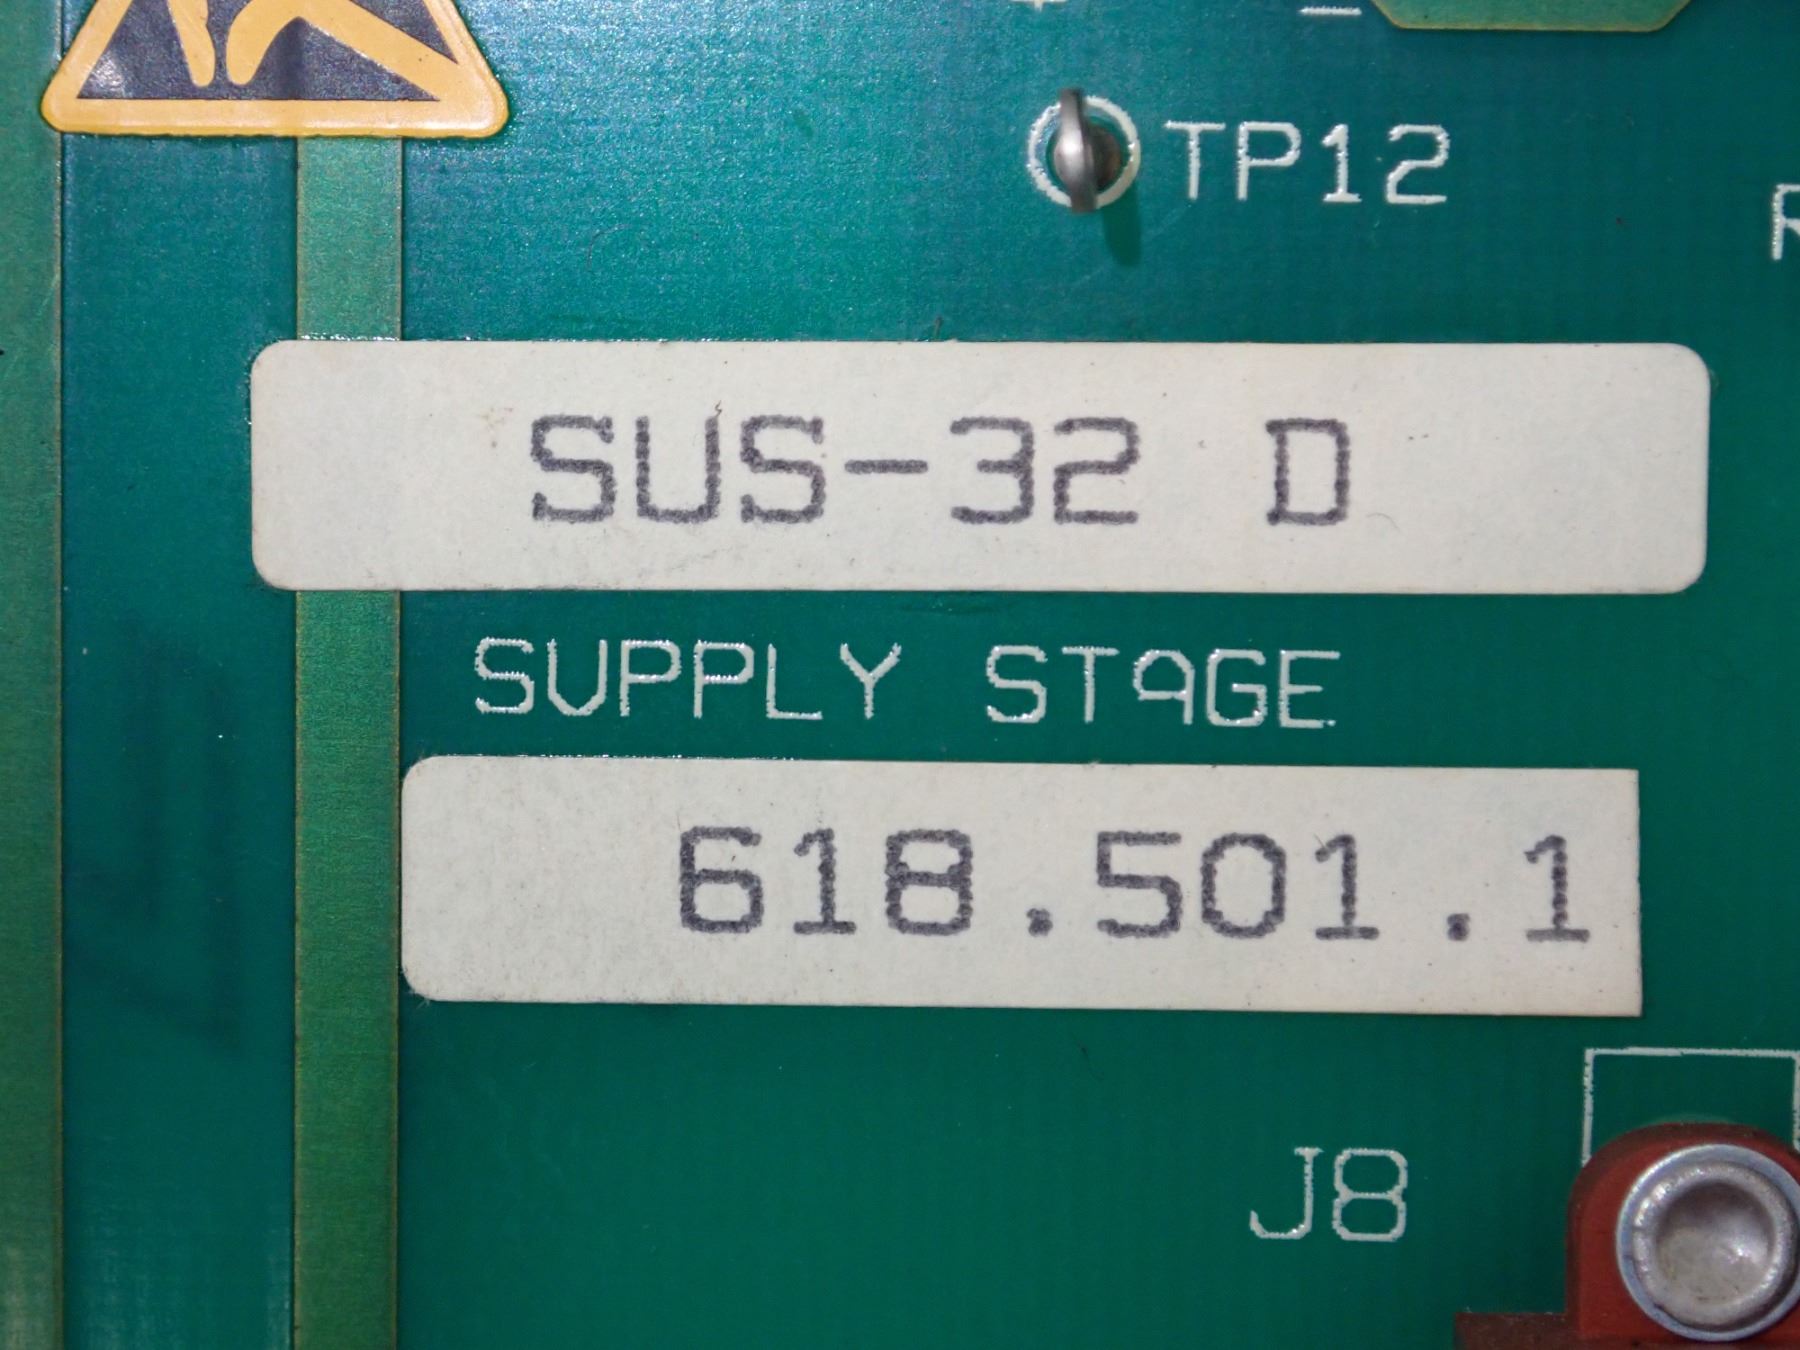 TP12
R
SUS-32 D
SUPPLY STAGE
618.501.1
J8